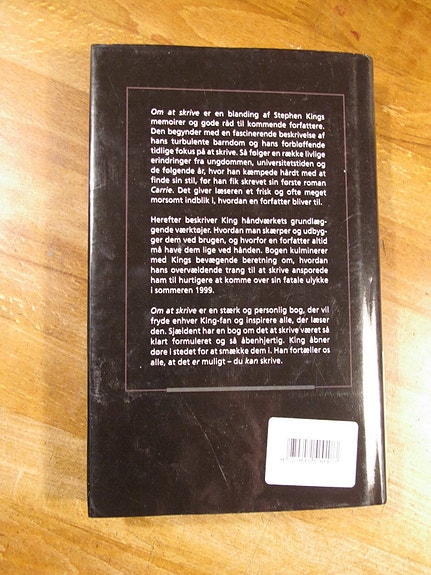 Om at skrive er en blanding af Stephen Kings
memoirer og gode råd til kommende forfattere.
Den begynder med en fascinerende beskrivelse af
hans turbulente barndom og hans forbløffende
tidlige fokus på at skrive. Så følger en række livlige
erindringer fra ungdommen, universitetstiden og
de følgende år, hvor han kæmpede hårdt med at
finde sin stil, før han fik skrevet sin første roman
Carrie. Det giver læseren et frisk og ofte meget
morsomt indblik i, hvordan en forfatter bliver til.
Herefter beskriver King håndværkets grundlæg-
gende værktøjer. Hvordan man skærper og udbyg-
ger dem ved brugen, og hvorfor en forfatter altid
må have dem lige ved hånden. Bogen kulminerer
med Kings bevægende beretning om, hvordan
hans overvældende trang til at skrive ansporede
ham til hurtigere at komme over sin fatale ulykke
i sommeren 1999.
Om at skrive er en stærk og personlig bog, der vil
fryde enhver King-fan og inspirere alle, der læser
den. Sjældent har en bog om det at skrive været så
klart formuleret og så åbenhjertig. King åbner
døre i stedet for at smække dem i. Han fortæller os
alle, at det er muligt – du kan skrive.